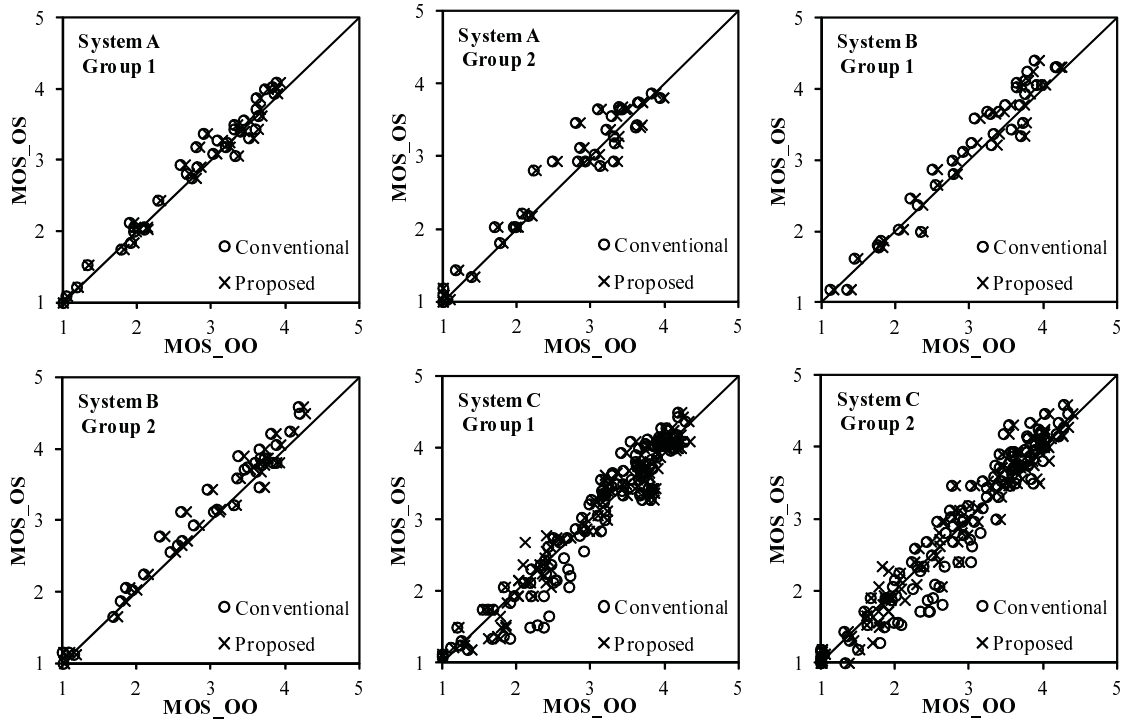 System A
Group 1
5
4
3
2
1
MOS_OS
Conventional
Proposed
1 2 3 4 5
MOS_OO
System A
Group 2
5
4
3
2
1
MOS_OS
Conventional
Proposed
1 2 3 4 5
MOS_OO
System B
Group 1
5
4
3
2
1
MOS_OS
Conventional
Proposed
1 2 3 4 5
MOS_OO
System B
Group 2
5
4
3
2
1
MOS_OS
Conventional
Proposed
1 2 3 4 5
MOS_OO
System C
Group 1
5
4
3
2
1
MOS_OS
Conventional
Proposed
1 2 3 4 5
MOS_OO
System C
Group 2
5
4
3
2
1
MOS_OS
Conventional
Proposed
1 2 3 4 5
MOS_OO